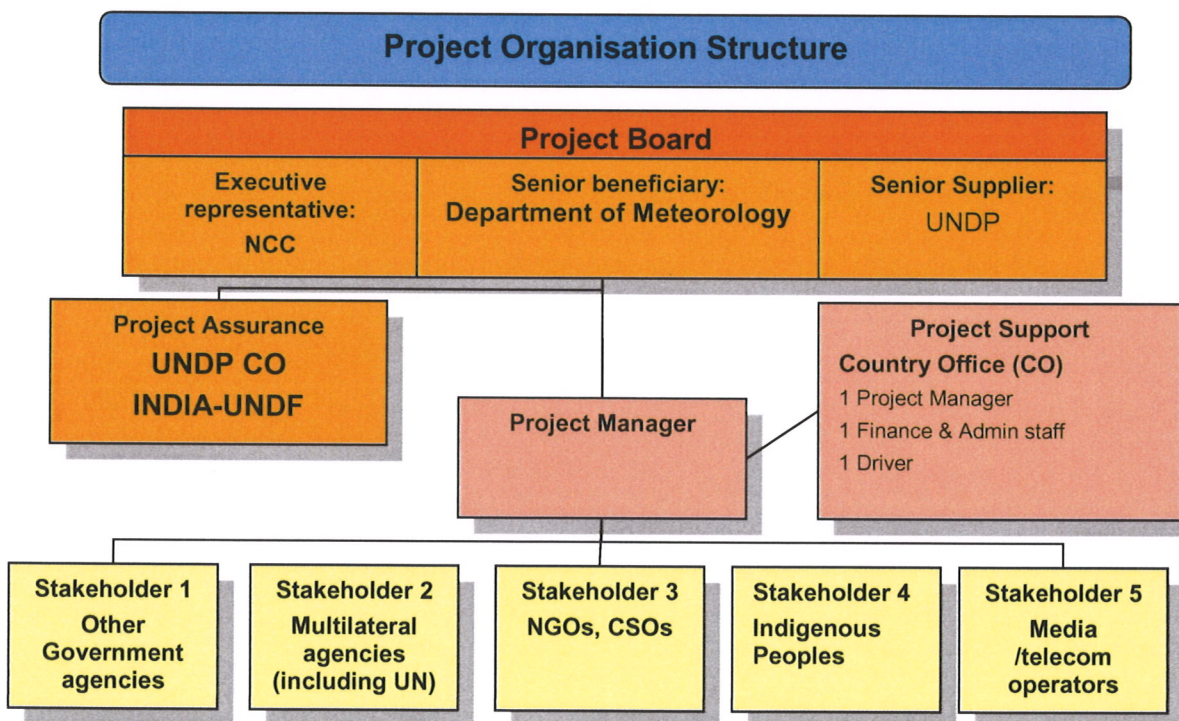 Project Organisation Structure
Project Board
Executive
representative:
NCC
Senior beneficiary:
Department of Meteorology
Senior Supplier:
UNDP
Project Assurance
UNDP CO
INDIA-UNDF
Project Support
Country Office (CO)
1 Project Manager
1 Finance & Admin staff
1 Driver
Project Manager
Stakeholder 1
Other
Government
agencies
Stakeholder 2
Multilateral
agencies
(including UN)
Stakeholder 3
NGOs, CSOs
Stakeholder 4
Indigenous
Peoples
Stakeholder 5
Media
/telecom
operators